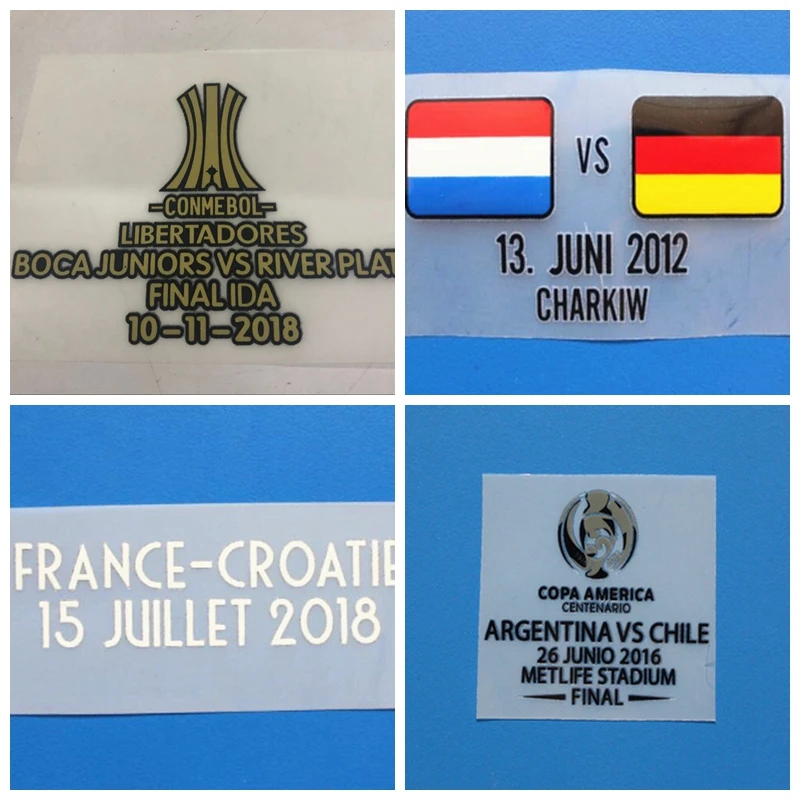 CONMEBOL
LIBERTADORES
BOCA JUNIORS VS RIVER PLAT
FINAL IDA
10-11-2018
VS
13. JUNI 2012
CHARKIW
FRANCE-CROATIE
15 JUILLET 2018
COPA AMERICA
CENTENARIO
ARGENTINA VS CHILE
26 JUNIO 2016
METLIFE STADIUM
FINAL